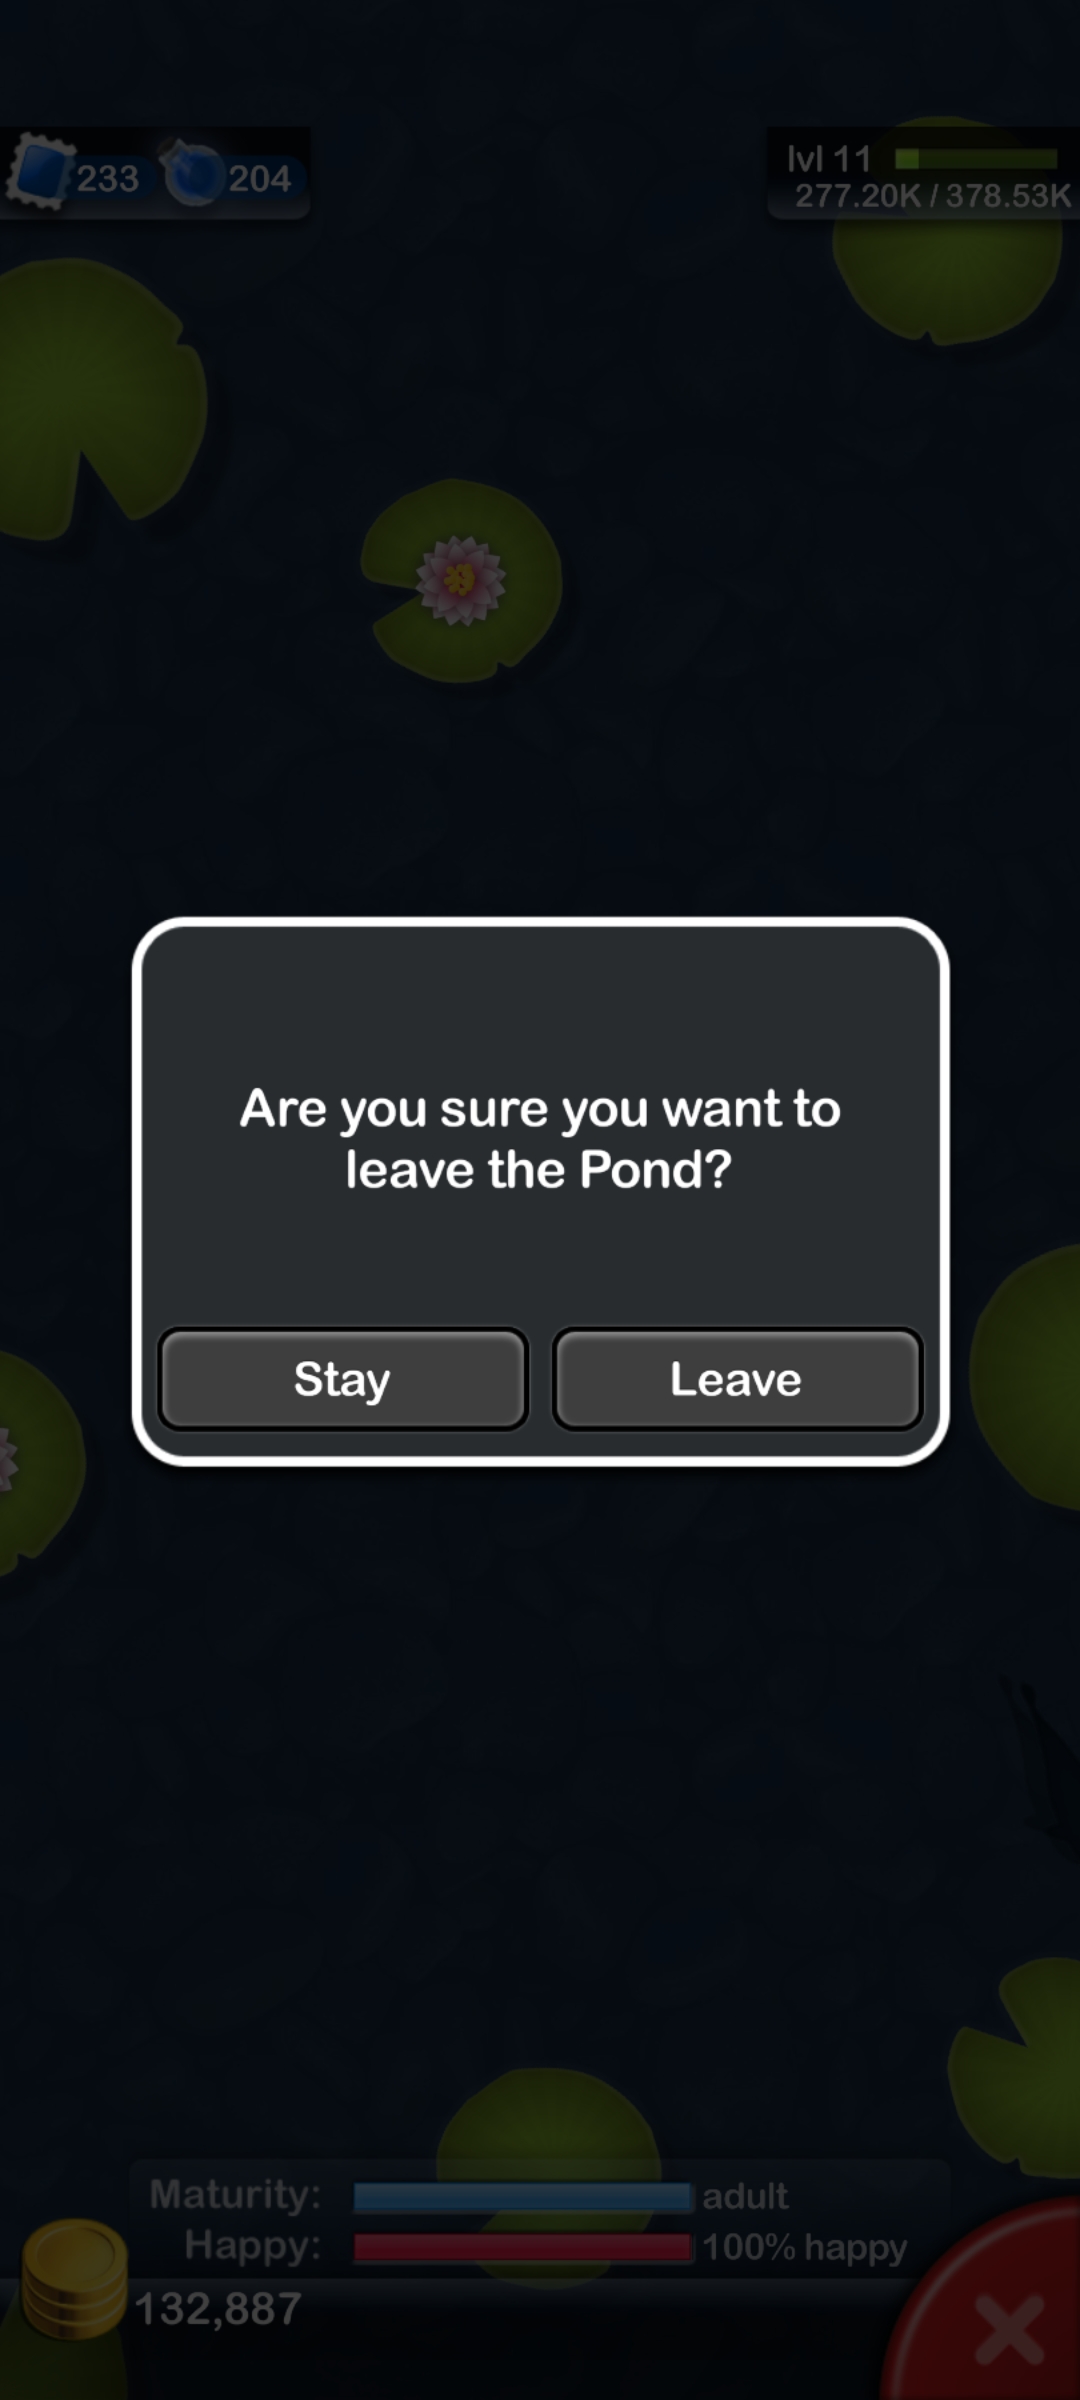 233
204
lvl 11
277.20K / 378.53K
Are you sure you want to
leave the Pond?
Stay
Leave
Maturity:
adult
Happy:
100% happy
132,887